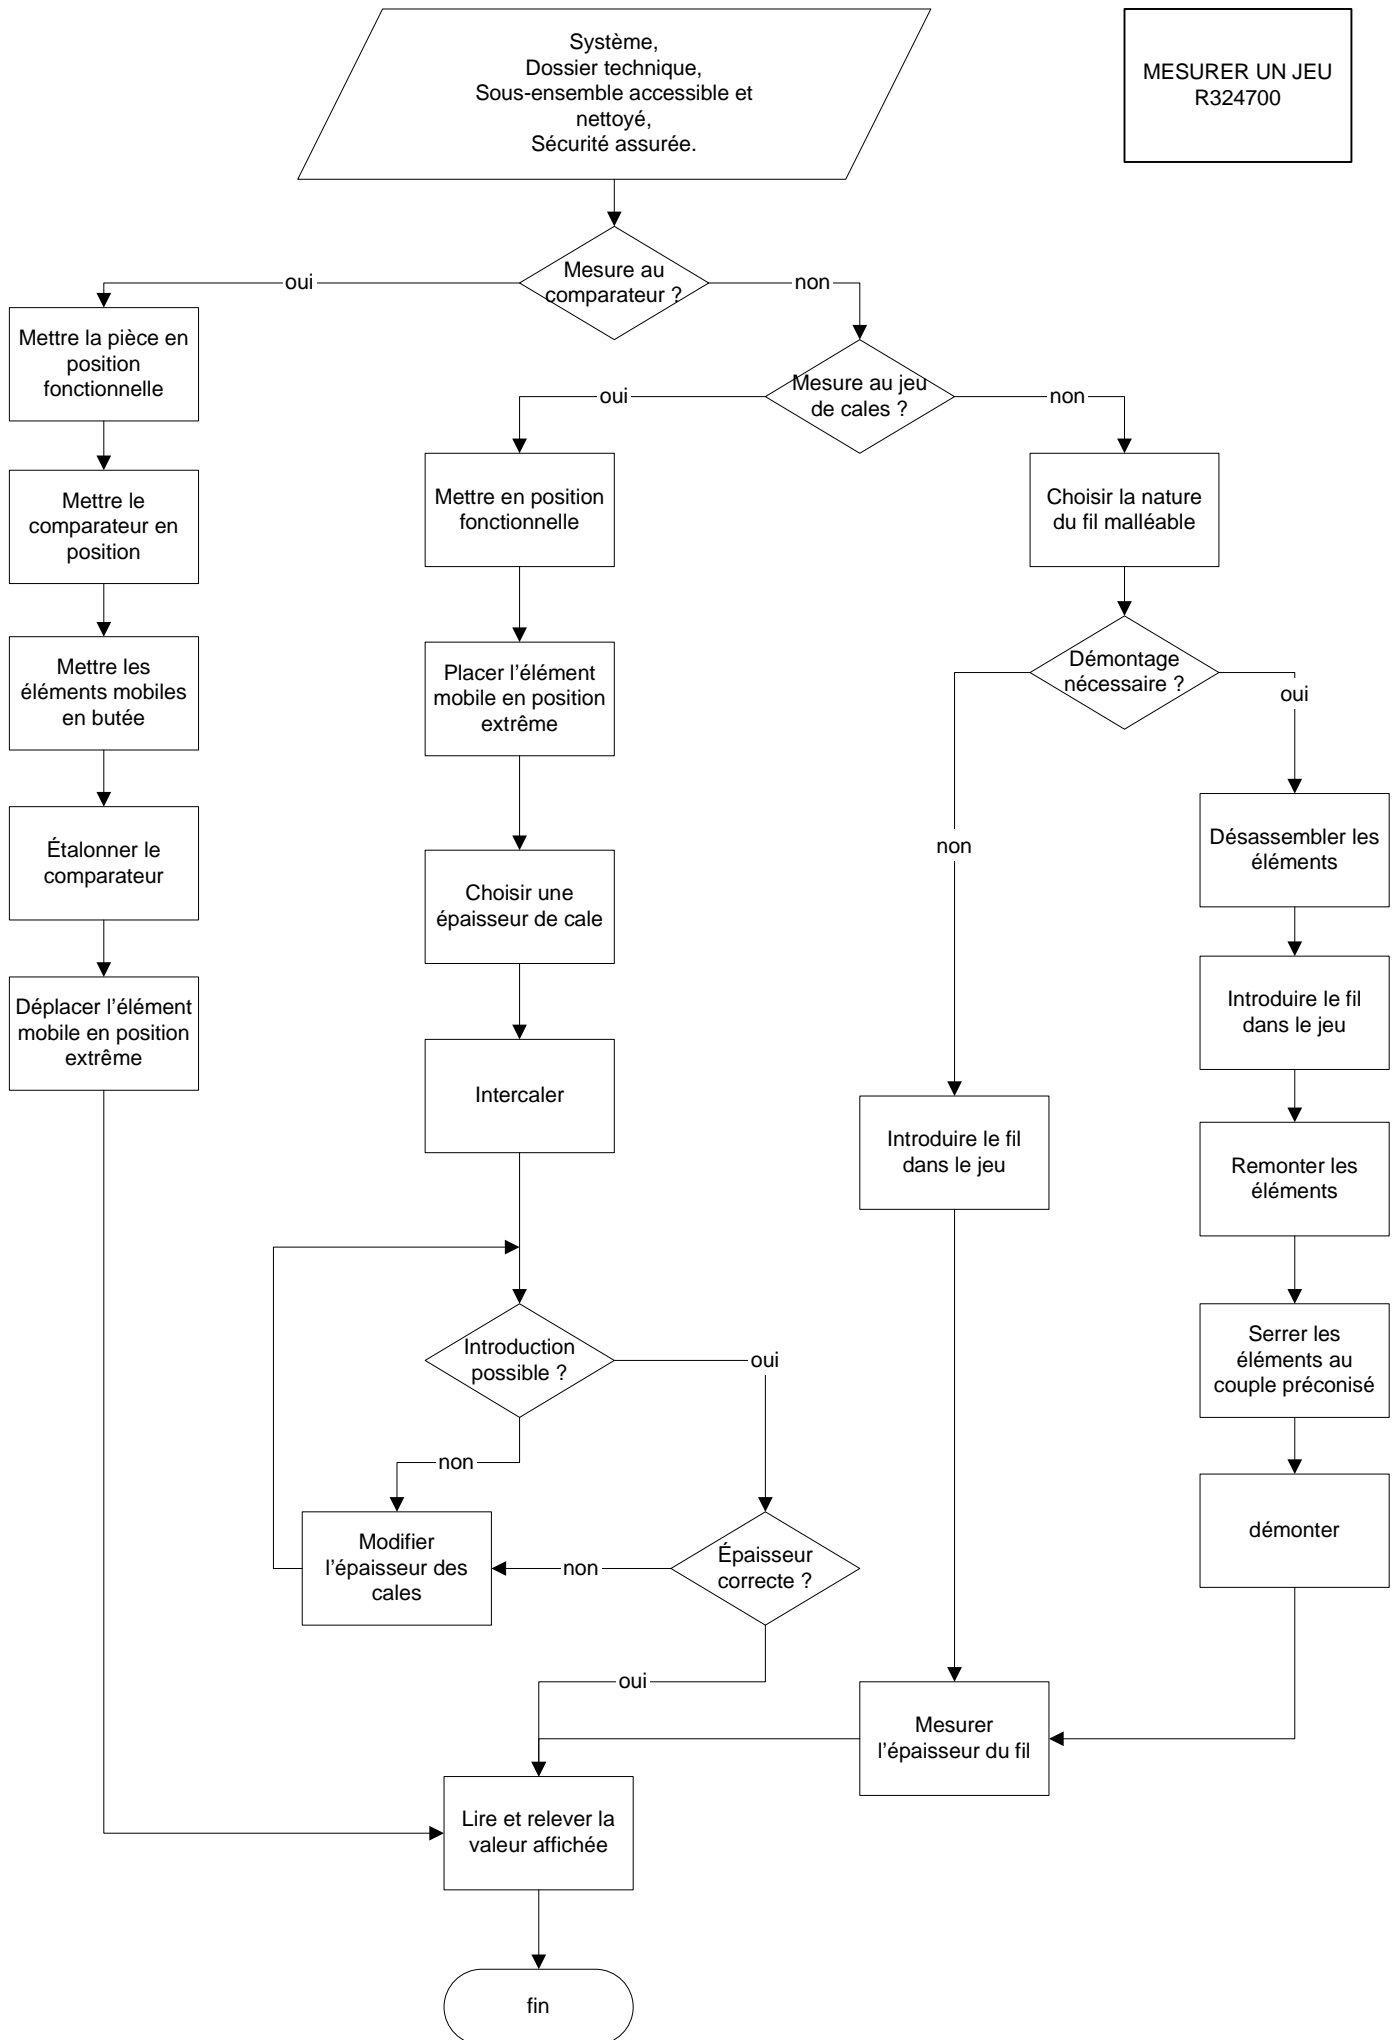 Système,
Dossier technique,
Sous-ensemble accessible et
nettoyé,
Sécurité assurée.
MESURER UN JEU
R324700
Mesure au
comparateur ?
oui
non
Mettre la pièce en
position
fonctionnelle
Mesure au jeu
de cales ?
oui
non
Mettre le
comparateur en
position
Mettre en position
fonctionnelle
Choisir la nature
du fil malléable
Mettre les
éléments mobiles
en butée
Placer l'élément
mobile en position
extrême
Démontage
nécessaire ?
oui
non
Étalonner le
comparateur
Choisir une
épaisseur de cale
Désassembler les
éléments
Déplacer l'élément
mobile en position
extrême
Intercaler
Introduire le fil
dans le jeu
Introduire le fil
dans le jeu
Remonter les
éléments
Introduction
possible ?
oui
non
Serrer les
éléments au
couple préconisé
Modifier
l'épaisseur des
cales
non
Épaisseur
correcte ?
démonter
oui
Mesurer
l'épaisseur du fil
Lire et relever la
valeur affichée
fin